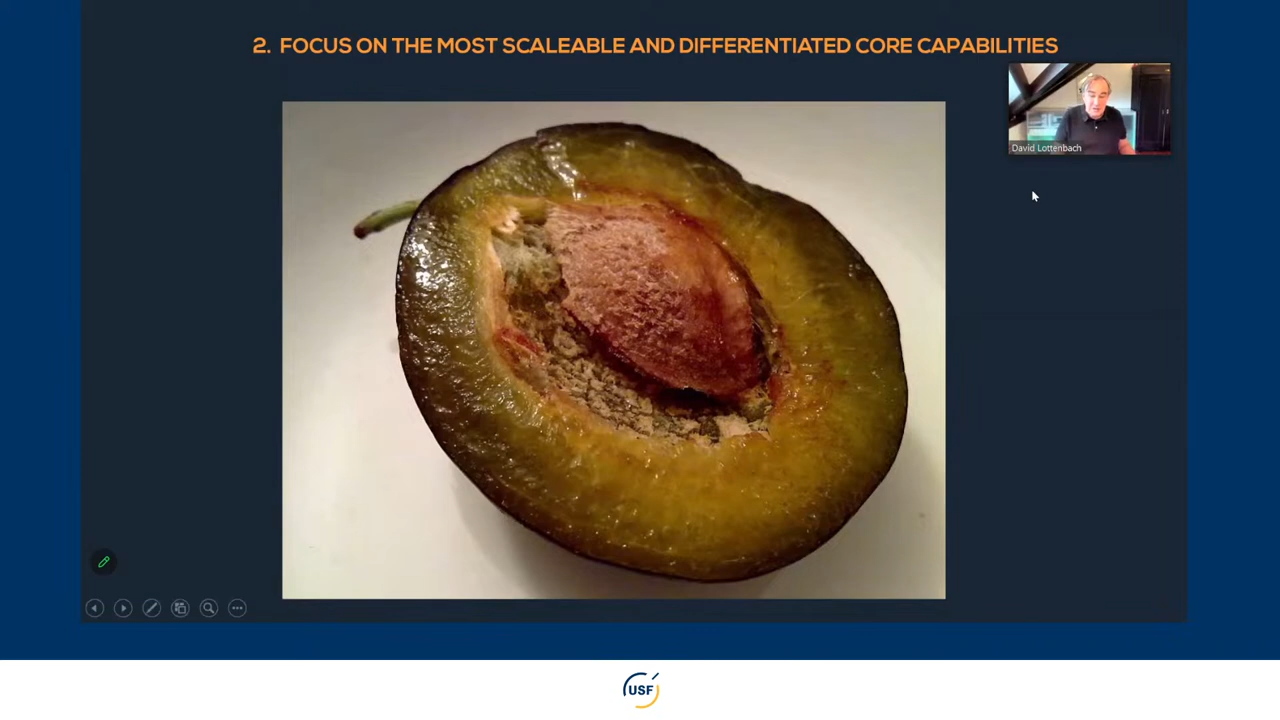 2. FOCUS ON THE MOST SCALEABLE AND DIFFERENTIATED CORE CAPABILITIES
David Lottenbach
USF